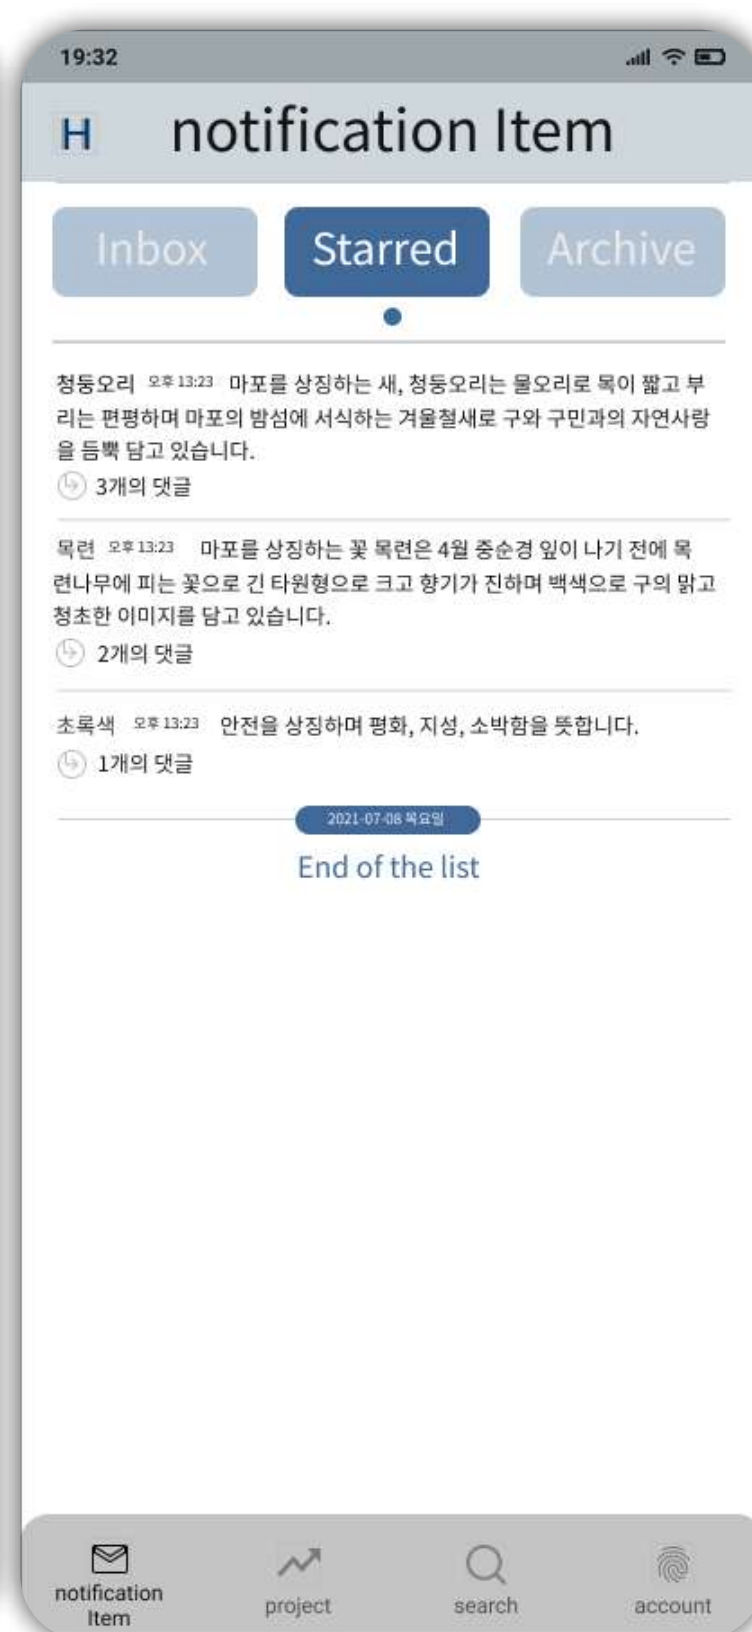 19:32
H notification Item
Inbox Starred Archive
청둥오리 오후 13:23 마포를 상징하는 새, 청둥오리는 물오리로 목이 짧고 부
리는 편평하며 마포의 밤섬에 서식하는 겨울철새로 구와 구민과의 자연사랑
을 듬뿍 담고 있습니다.
3개의 댓글
목련 오후 13:23 마포를 상징하는 꽃 목련은 4월 중순경 잎이 나기 전에 목
련나무에 피는 꽃으로 긴 타원형으로 크고 향기가 진하며 백색으로 구의 맑고
청초한 이미지를 담고 있습니다.
2개의 댓글
초록색 오후 13:23 안전을 상징하며 평화, 지성, 소박함을 뜻합니다.
1개의 댓글
2021-07-08 목요일
End of the list
notification
Item
project
search
account